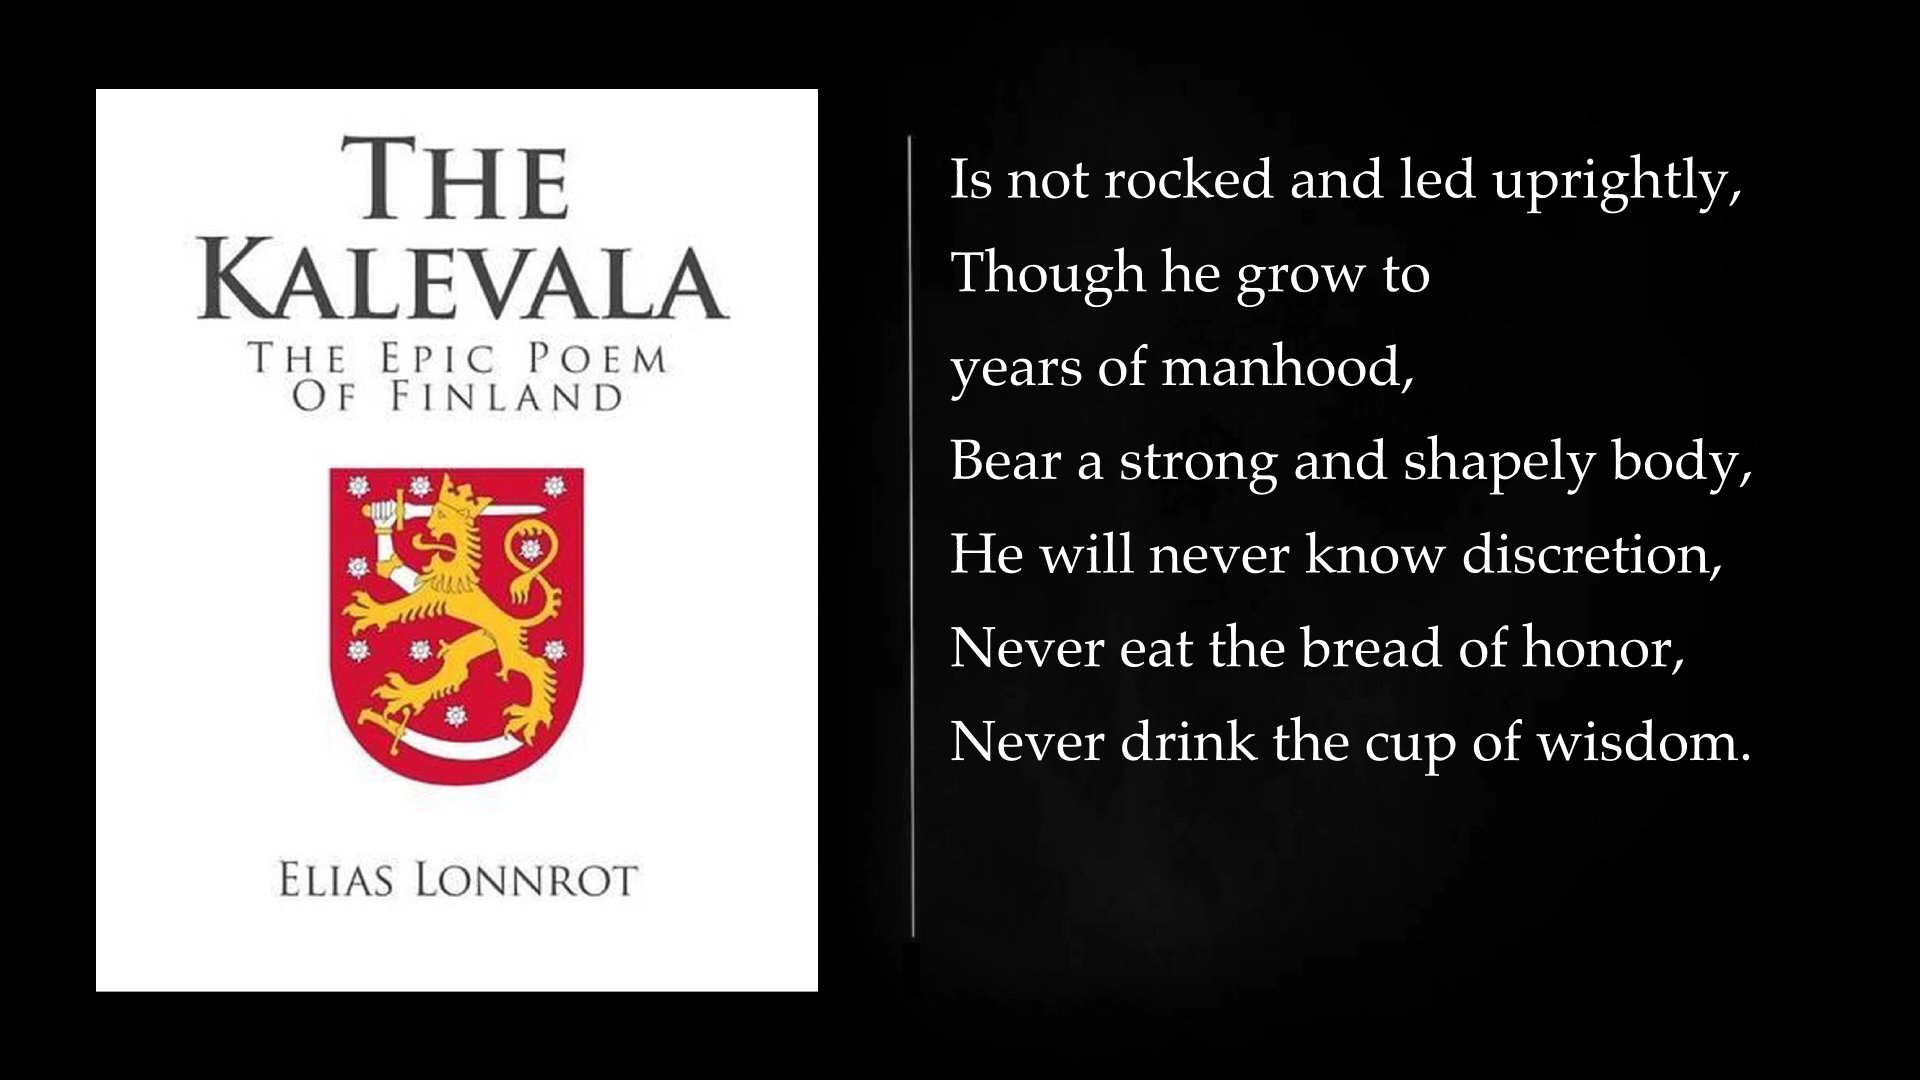 THE
KALEVALA
THE EPIC POEM
OF FINLAND
ELIAS LONNROT
Is not rocked and led uprightly,
Though he grow to
years of manhood,
Bear a strong and shapely body,
He will never know discretion,
Never eat the bread of honor,
Never drink the cup of wisdom.